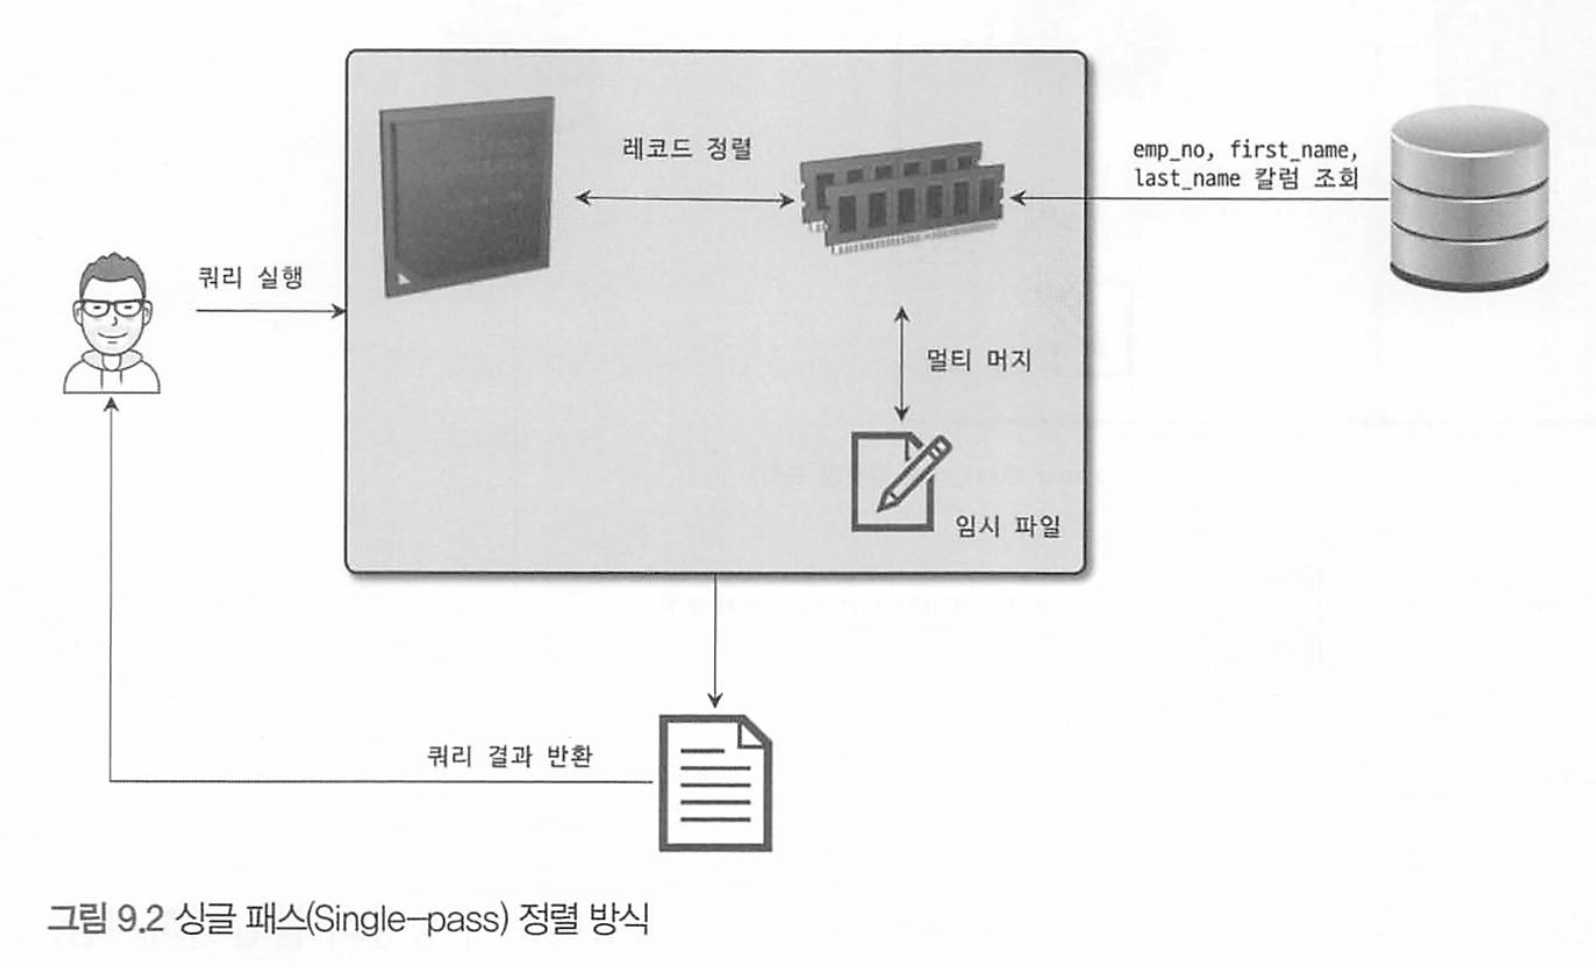 레코드 정렬
emp_no, first_name,
last_name 칼럼 조회
쿼리 실행
멀티 머지
임시 파일
쿼리 결과 반환
그림 9.2 싱글 패스(Single-pass) 정렬 방식